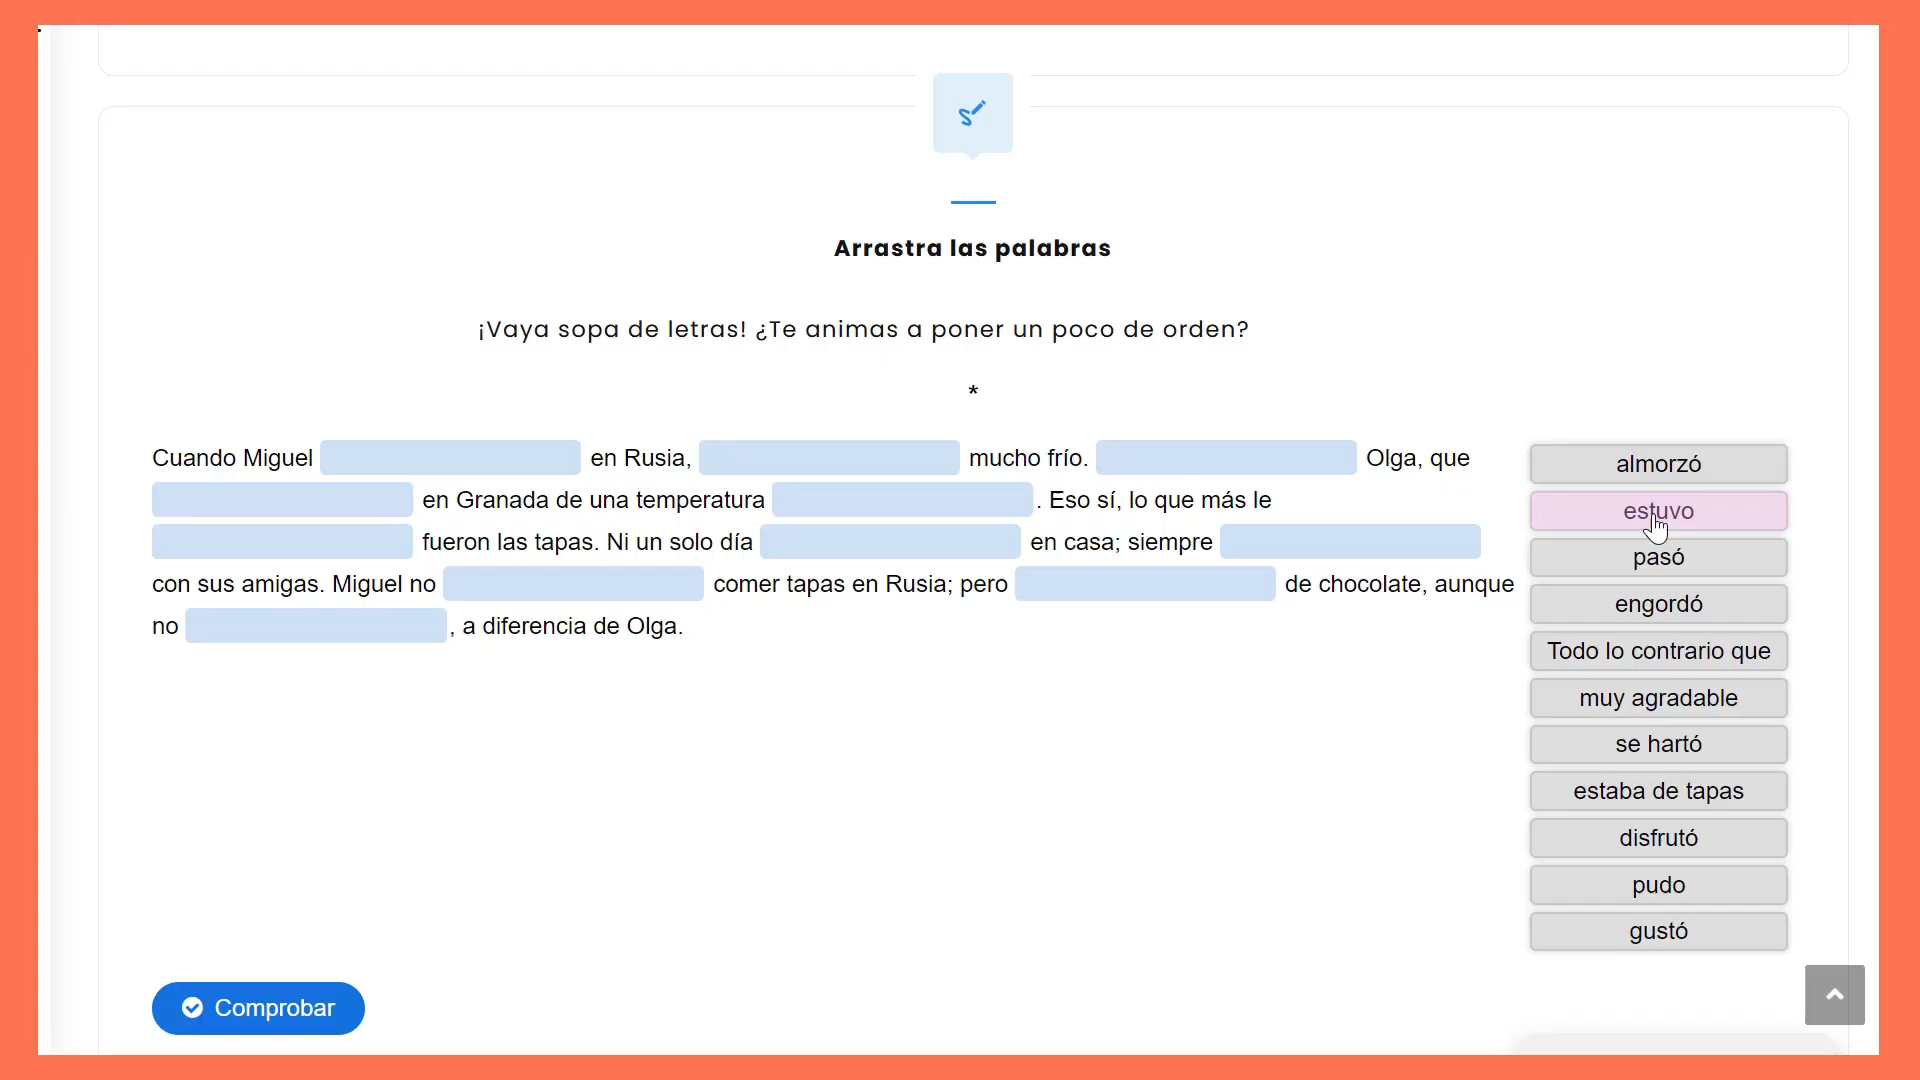 Arrastra las palabras
¡Vaya sopa de letras! ¿Te animas a poner un poco de orden?
*
Cuando Miguel en Rusia, mucho frío. Olga, que
en Granada de una temperatura . Eso sí, lo que más le
fueron las tapas. Ni un solo día en casa; siempre
con sus amigas. Miguel no comer tapas en Rusia; pero de chocolate, aunque
no , a diferencia de Olga.
almorzó
estuvo
pasó
engordó
Todo lo contrario que
muy agradable
se hartó
estaba de tapas
disfrutó
pudo
gustó
Comprobar